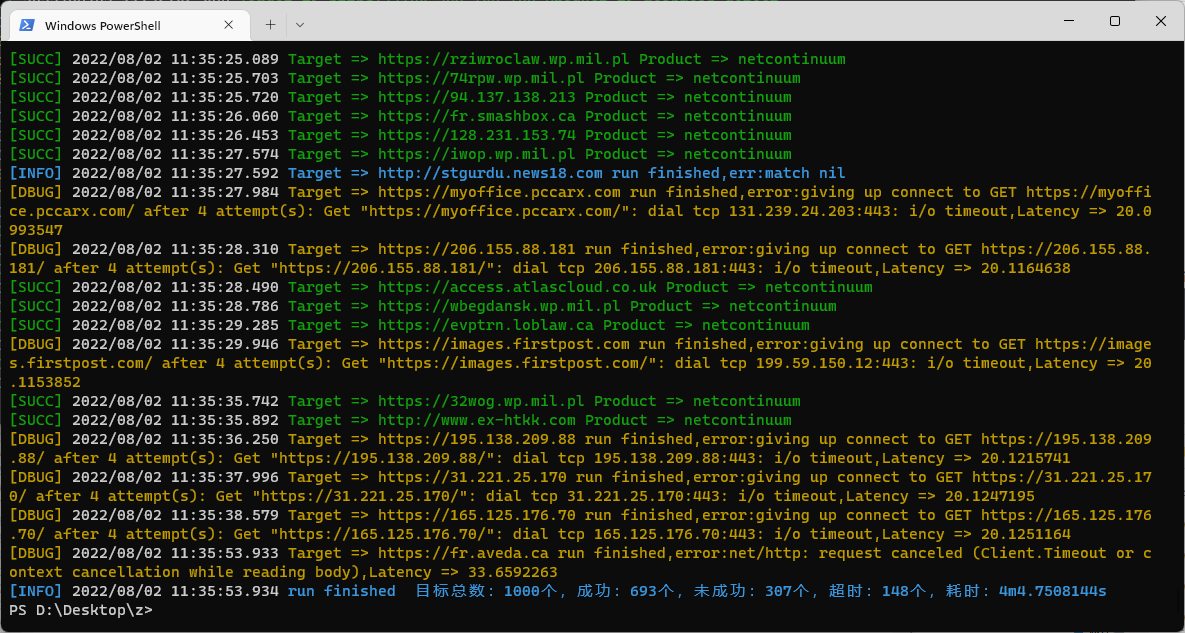 Windows PowerShell
[SUCC] 2022/08/02 11:35:25.089 Target => https://rziwroclaw.wp.mil.pl Product => netcontinuum
[SUCC] 2022/08/02 11:35:25.703 Target => https://74rpw.wp.mil.pl Product => netcontinuum
[SUCC] 2022/08/02 11:35:25.720 Target => https://94.137.138.213 Product => netcontinuum
[SUCC] 2022/08/02 11:35:26.060 Target => https://fr.smashbox.ca Product => netcontinuum
[SUCC] 2022/08/02 11:35:26.453 Target => https://128.231.153.74 Product => netcontinuum
[SUCC] 2022/08/02 11:35:27.574 Target => https://iwop.wp.mil.pl Product => netcontinuum
[INFO] 2022/08/02 11:35:27.592 Target => http://stgurdu.news18.com run finished,err:match nil
[DBUG] 2022/08/02 11:35:27.984 Target => https://myoffice.pccarx.com run finished,error:giving up connect to GET https://myoffi
ce.pccarx.com/ after 4 attempt(s): Get "https://myoffice.pccarx.com/": dial tcp 131.239.24.203:443: i/o timeout,Latency => 20.0
993547
[DBUG] 2022/08/02 11:35:28.310 Target => https://206.155.88.181 run finished,error:giving up connect to GET https://206.155.88.
181/ after 4 attempt(s): Get "https://206.155.88.181/": dial tcp 206.155.88.181:443: i/o timeout,Latency => 20.1164638
[SUCC] 2022/08/02 11:35:28.490 Target => https://access.atlascloud.co.uk Product => netcontinuum
[SUCC] 2022/08/02 11:35:28.786 Target => https://wbegdansk.wp.mil.pl Product => netcontinuum
[SUCC] 2022/08/02 11:35:29.285 Target => https://evptrn.loblaw.ca Product => netcontinuum
[DBUG] 2022/08/02 11:35:29.946 Target => https://images.firstpost.com run finished,error:giving up connect to GET https://image
s.firstpost.com/ after 4 attempt(s): Get "https://images.firstpost.com/": dial tcp 199.59.150.12:443: i/o timeout,Latency => 20
.1153852
[SUCC] 2022/08/02 11:35:35.742 Target => https://32wog.wp.mil.pl Product => netcontinuum
[SUCC] 2022/08/02 11:35:35.892 Target => http://www.ex-htkk.com Product => netcontinuum
[DBUG] 2022/08/02 11:35:36.250 Target => https://195.138.209.88 run finished,error:giving up connect to GET https://195.138.209
.88/ after 4 attempt(s): Get "https://195.138.209.88/": dial tcp 195.138.209.88:443: i/o timeout,Latency => 20.1215741
[DBUG] 2022/08/02 11:35:37.996 Target => https://31.221.25.170 run finished,error:giving up connect to GET https://31.221.25.17
0/ after 4 attempt(s): Get "https://31.221.25.170/": dial tcp 31.221.25.170:443: i/o timeout,Latency => 20.1247195
[DBUG] 2022/08/02 11:35:38.579 Target => https://165.125.176.70 run finished,error:giving up connect to GET https://165.125.176
.70/ after 4 attempt(s): Get "https://165.125.176.70/": dial tcp 165.125.176.70:443: i/o timeout,Latency => 20.1251164
[DBUG] 2022/08/02 11:35:53.933 Target => https://fr.aveda.ca run finished,error:net/http: request canceled (Client.Timeout or c
ontext cancellation while reading body),Latency => 33.6592263
[INFO] 2022/08/02 11:35:53.934 run finished  目标总数: 1000个, 成功: 693个, 未成功: 307个, 超时: 148个, 耗时: 4m4.7508144s
PS D:\Desktop\z>